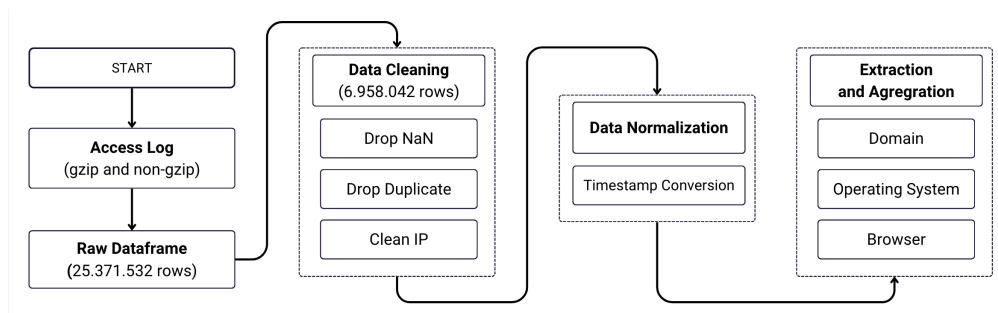 START
Access Log
(gzip and non-gzip)
Raw Dataframe
(25.371.532 rows)
Data Cleaning
(6.958.042 rows)
Drop NaN
Drop Duplicate
Clean IP
Data Normalization
Timestamp Conversion
Extraction
and Agregration
Domain
Operating System
Browser